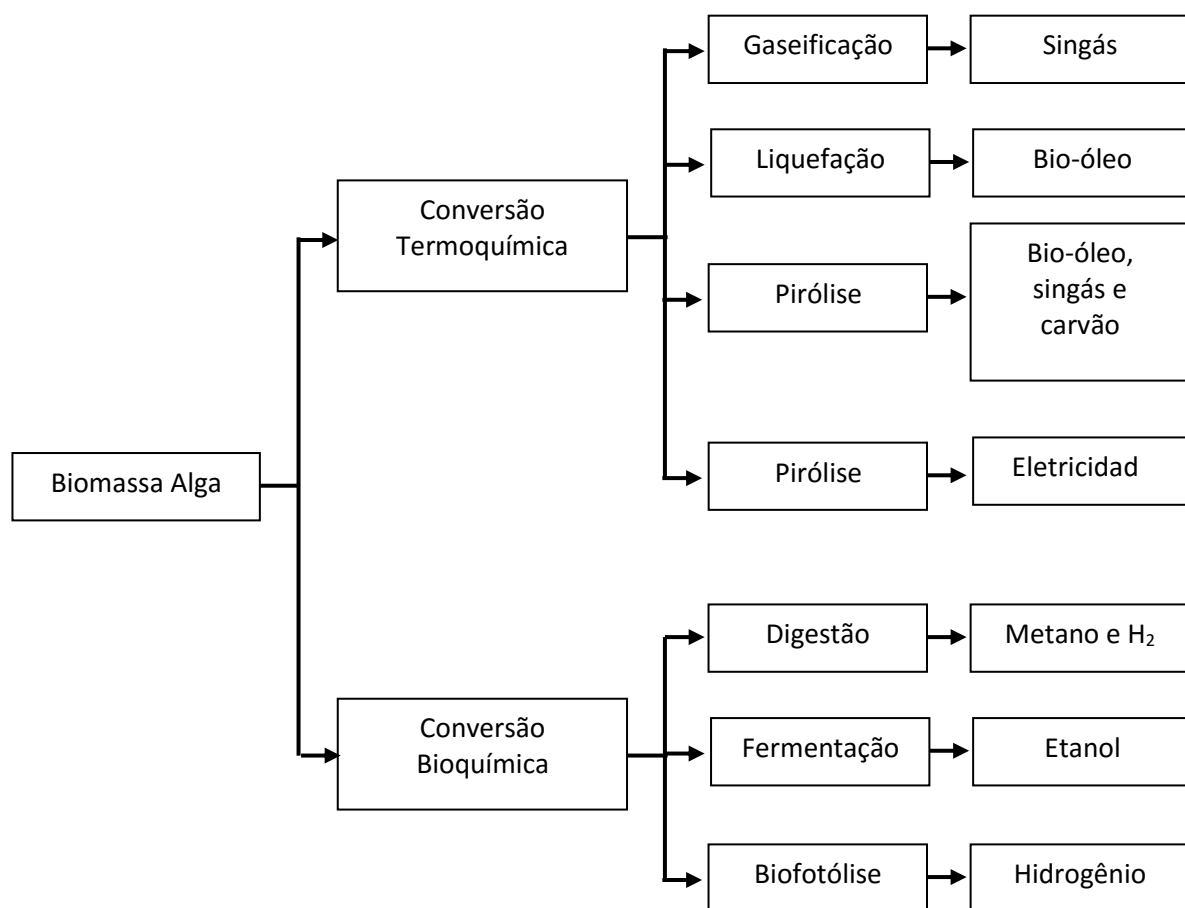 Gaseificação
Singás
Liquefação
Bio-óleo
Conversão
Termoquímica
Pirólise
Bio-óleo,
singás e
carvão
Pirólise
Eletricidad
Biomassa Alga
Digestão
Metano e H₂
Conversão
Bioquímica
Fermentação
Etanol
Biofotólise
Hidrogênio